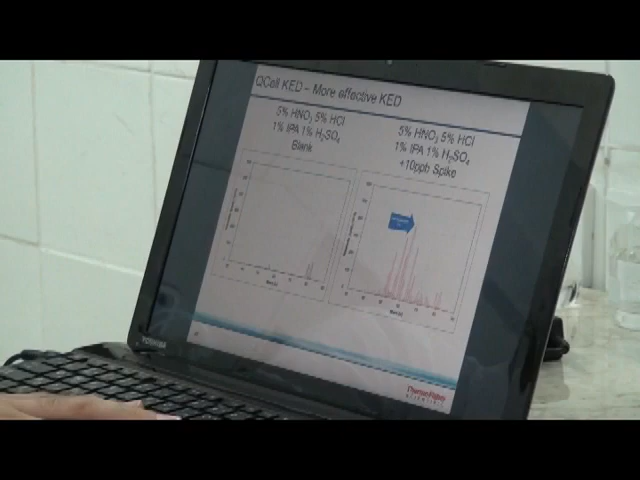 QCell KED – More effective KED
5% HNO₃ 5% HCl
1% IPA 1% H₂SO₄
Blank
5% HNO₃ 5% HCl
1% IPA 1% H₂SO₄
+10ppb Spike
ThermoFisher
SCIENTIFIC
TOSHIBA